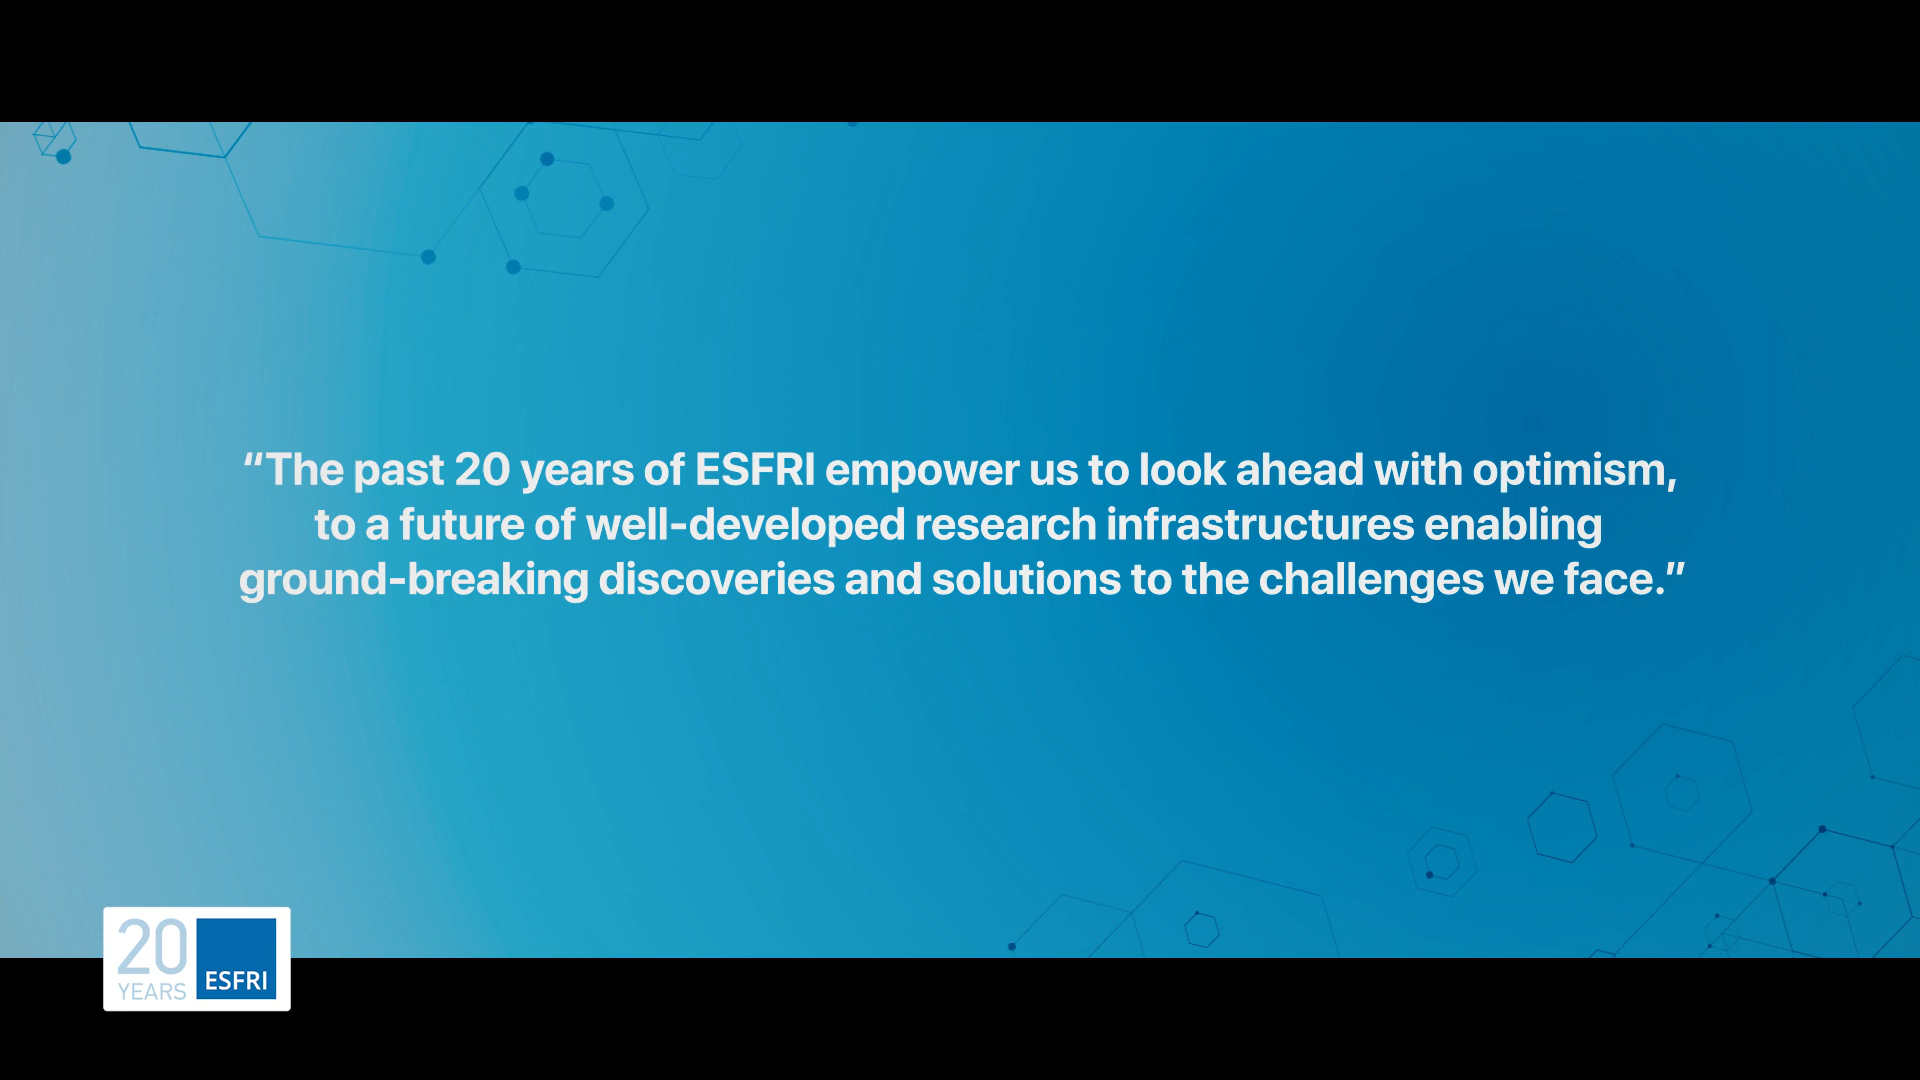 “The past 20 years of ESFRI empower us to look ahead with optimism,
to a future of well-developed research infrastructures enabling
ground-breaking discoveries and solutions to the challenges we face.”
20
YEARS
ESFRI